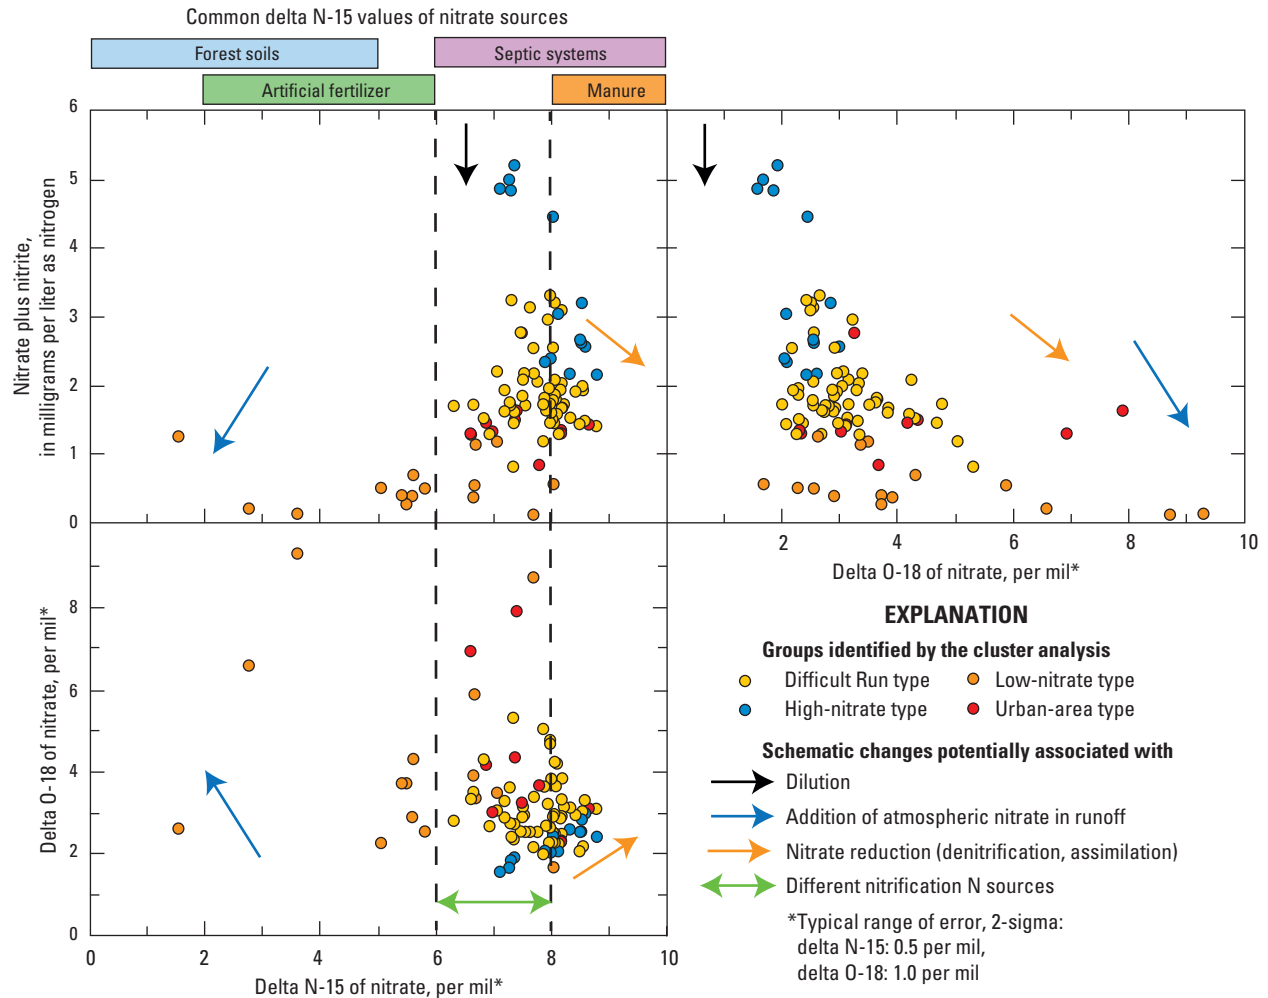 Common delta N-15 values of nitrate sources
Forest soils
Septic systems
Artificial fertilizer
Manure
Nitrate plus nitrite,
in milligrams per liter as nitrogen
6
5
4
3
2
1
0
2
4
6
8
10
Delta O-18 of nitrate, per mil*
Delta O-18 of nitrate, per mil*
8
6
4
2
0
0
2
4
6
8
10
Delta N-15 of nitrate, per mil*
EXPLANATION
Groups identified by the cluster analysis
Difficult Run type
Low-nitrate type
High-nitrate type
Urban-area type
Schematic changes potentially associated with
Dilution
Addition of atmospheric nitrate in runoff
Nitrate reduction (denitrification, assimilation)
Different nitrification N sources
*Typical range of error, 2-sigma:
delta N-15: 0.5 per mil,
delta O-18: 1.0 per mil